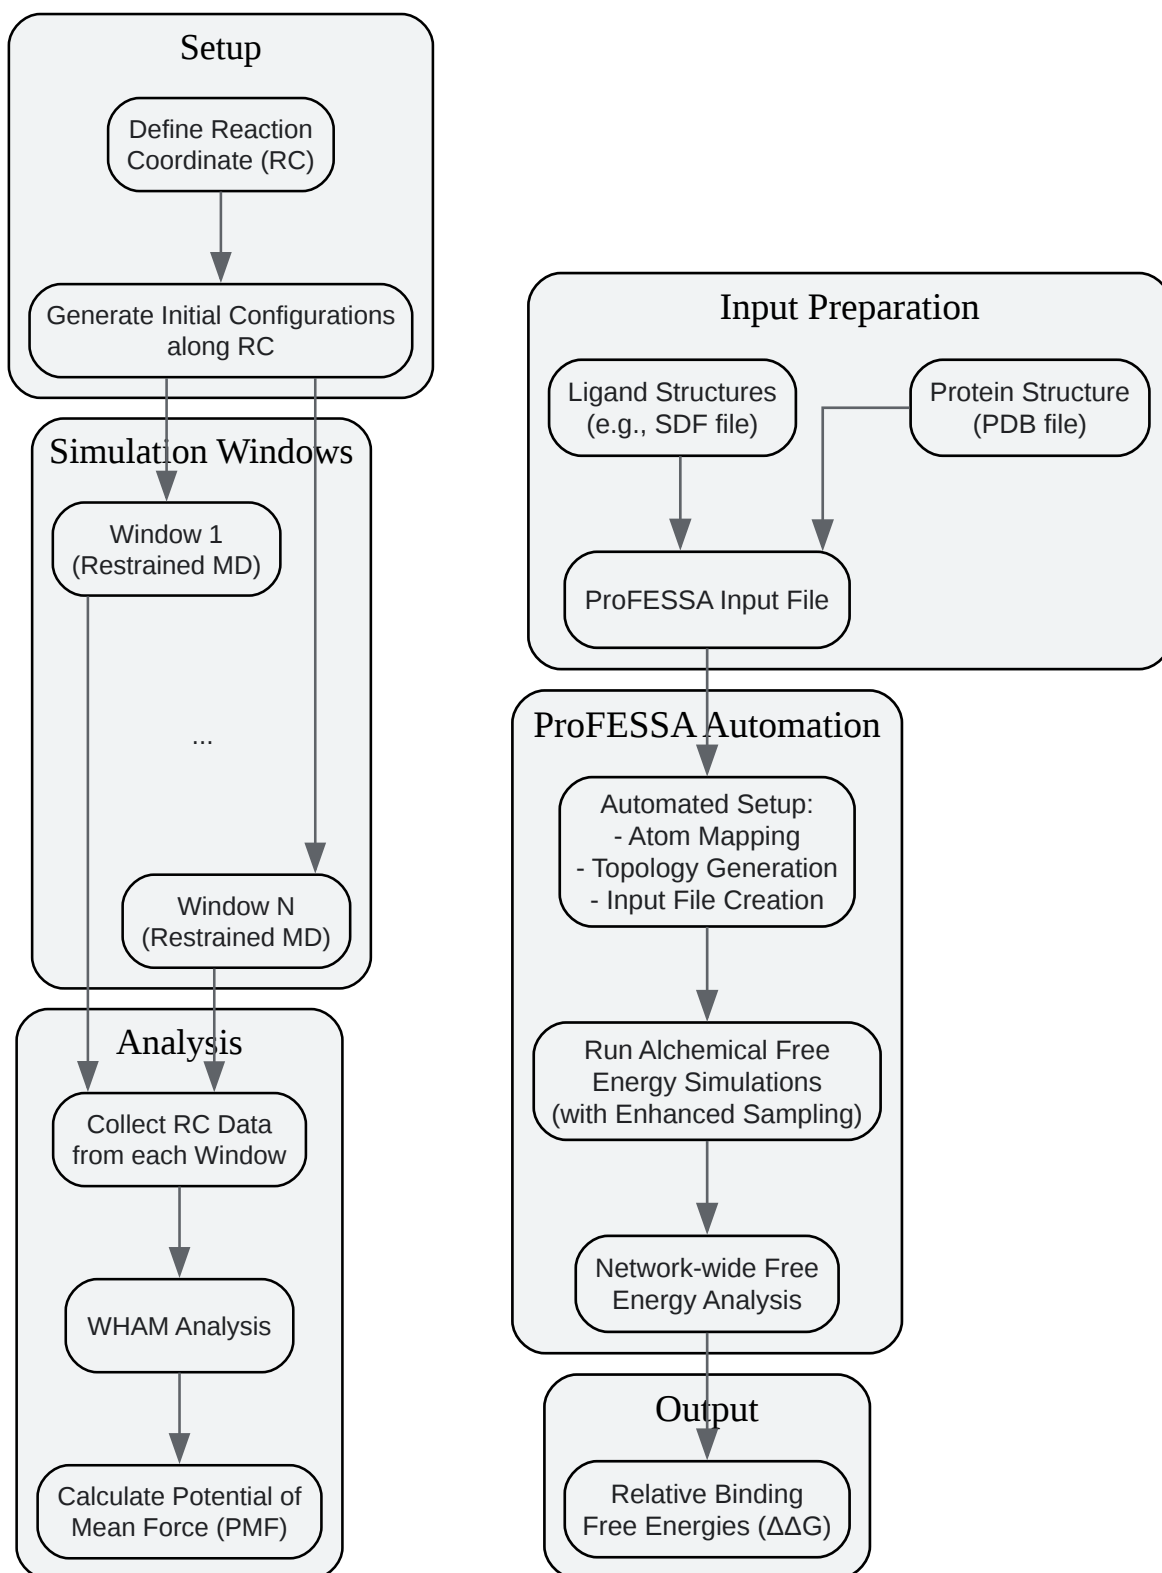 Setup
Define Reaction
Coordinate (RC)
Generate Initial Configurations
along RC
Simulation Windows
Window 1
(Restrained MD)
...
Window N
(Restrained MD)
Analysis
Collect RC Data
from each Window
WHAM Analysis
Calculate Potential of
Mean Force (PMF)
Input Preparation
Ligand Structures
(e.g., SDF file)
Protein Structure
(PDB file)
ProFESSA Input File
ProFESSA Automation
Automated Setup:
- Atom Mapping
- Topology Generation
- Input File Creation
Run Alchemical Free
Energy Simulations
(with Enhanced Sampling)
Network-wide Free
Energy Analysis
Output
Relative Binding
Free Energies (ΔΔG)